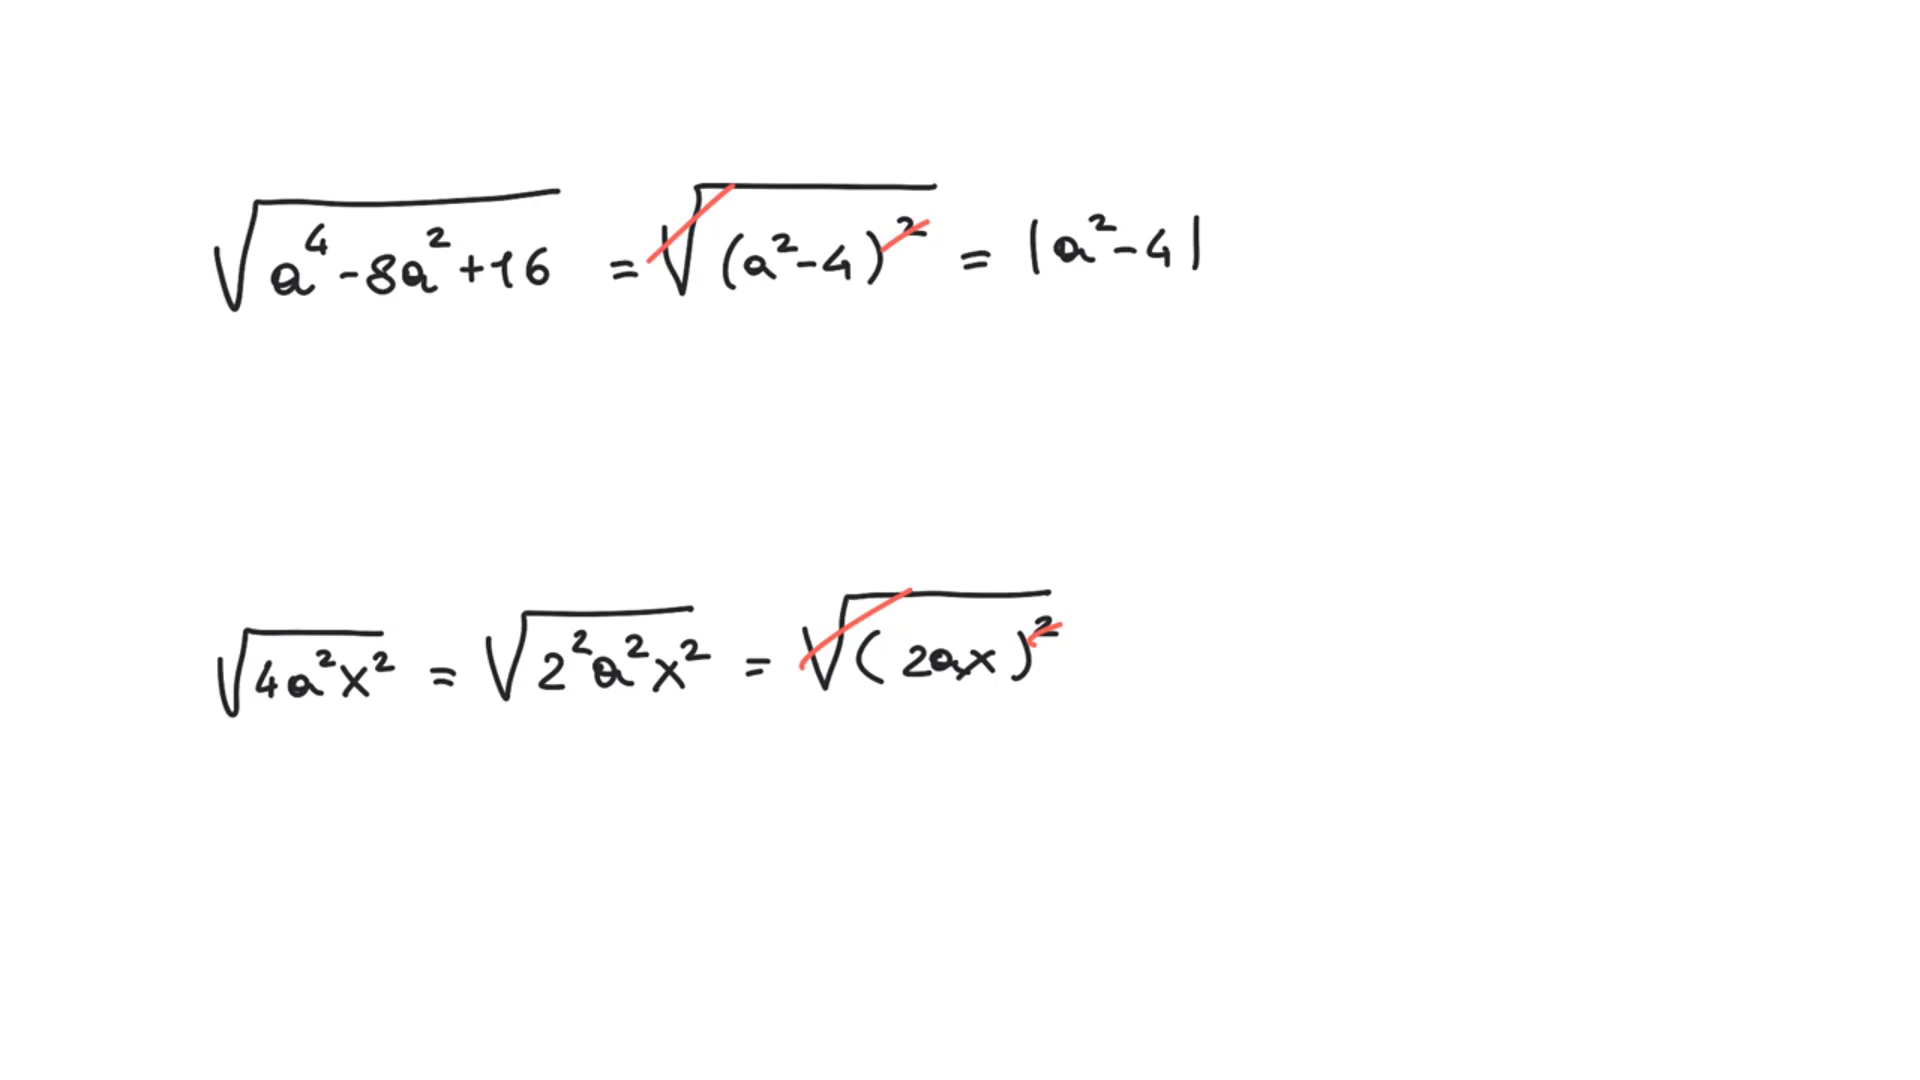 √(a⁴-8a²+16) = √((a²-4)²) = |a²-4|
√(4a²x²) = √(2²a²x²) = √((2ax)²)